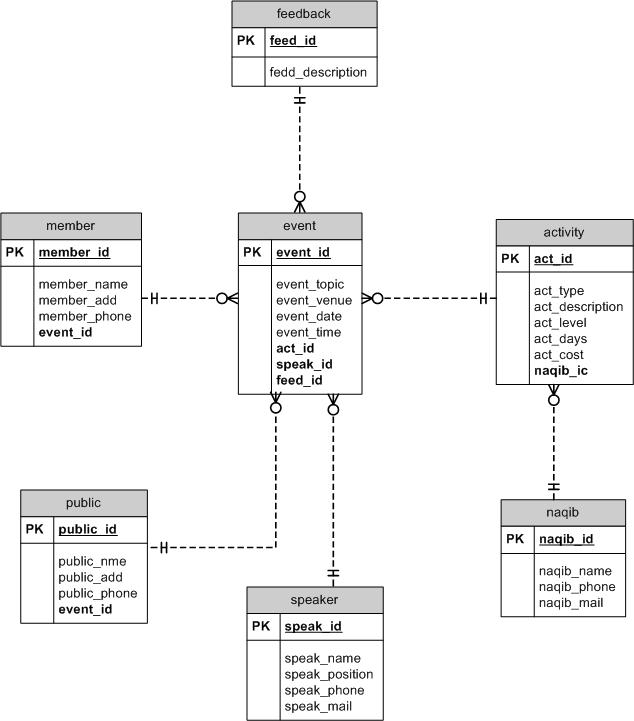 feedback
PK feed_id
fedd_description
member
PK member_id
member_name
member_add
member_phone
event_id
event
PK event_id
event_topic
event_venue
event_date
event_time
act_id
speak_id
feed_id
activity
PK act_id
act_type
act_description
act_level
act_days
act_cost
naqib_ic
public
PK public_id
public_nme
public_add
public_phone
event_id
speaker
PK speak_id
speak_name
speak_position
speak_phone
speak_mail
naqib
PK naqib_id
naqib_name
naqib_phone
naqib_mail